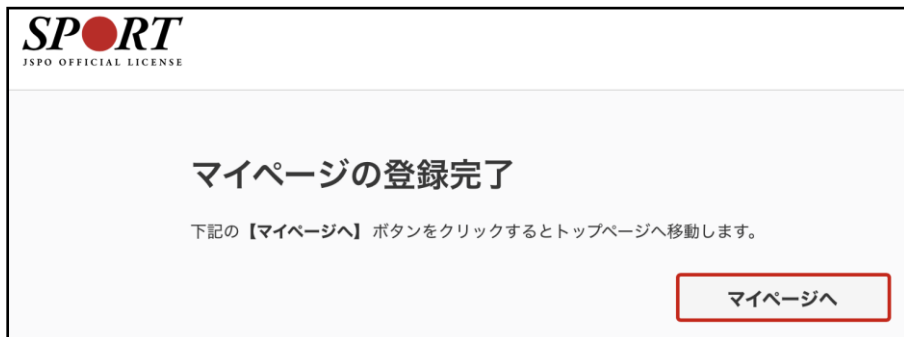 SPORT
JSPO OFFICIAL LICENSE
マイページの登録完了
下記の【マイページへ】ボタンをクリックするとトップページへ移動します。
マイページへ